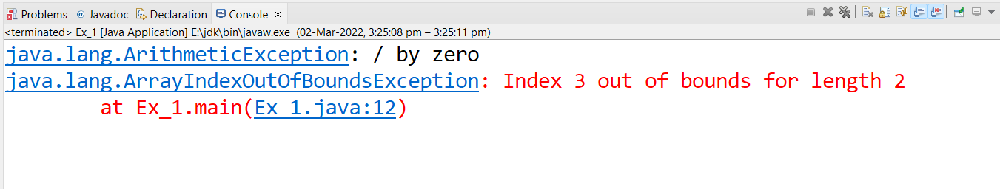 Problems @ Javadoc Declaration Console
<terminated> Ex_1 [Java Application] E:\jdk\bin\javaw.exe (02-Mar-2022, 3:25:08 pm – 3:25:11 pm)
java.lang.ArithmeticException: / by zero
java.lang.ArrayIndexOutOfBoundsException: Index 3 out of bounds for length 2
at Ex_1.main(Ex_1.java:12)